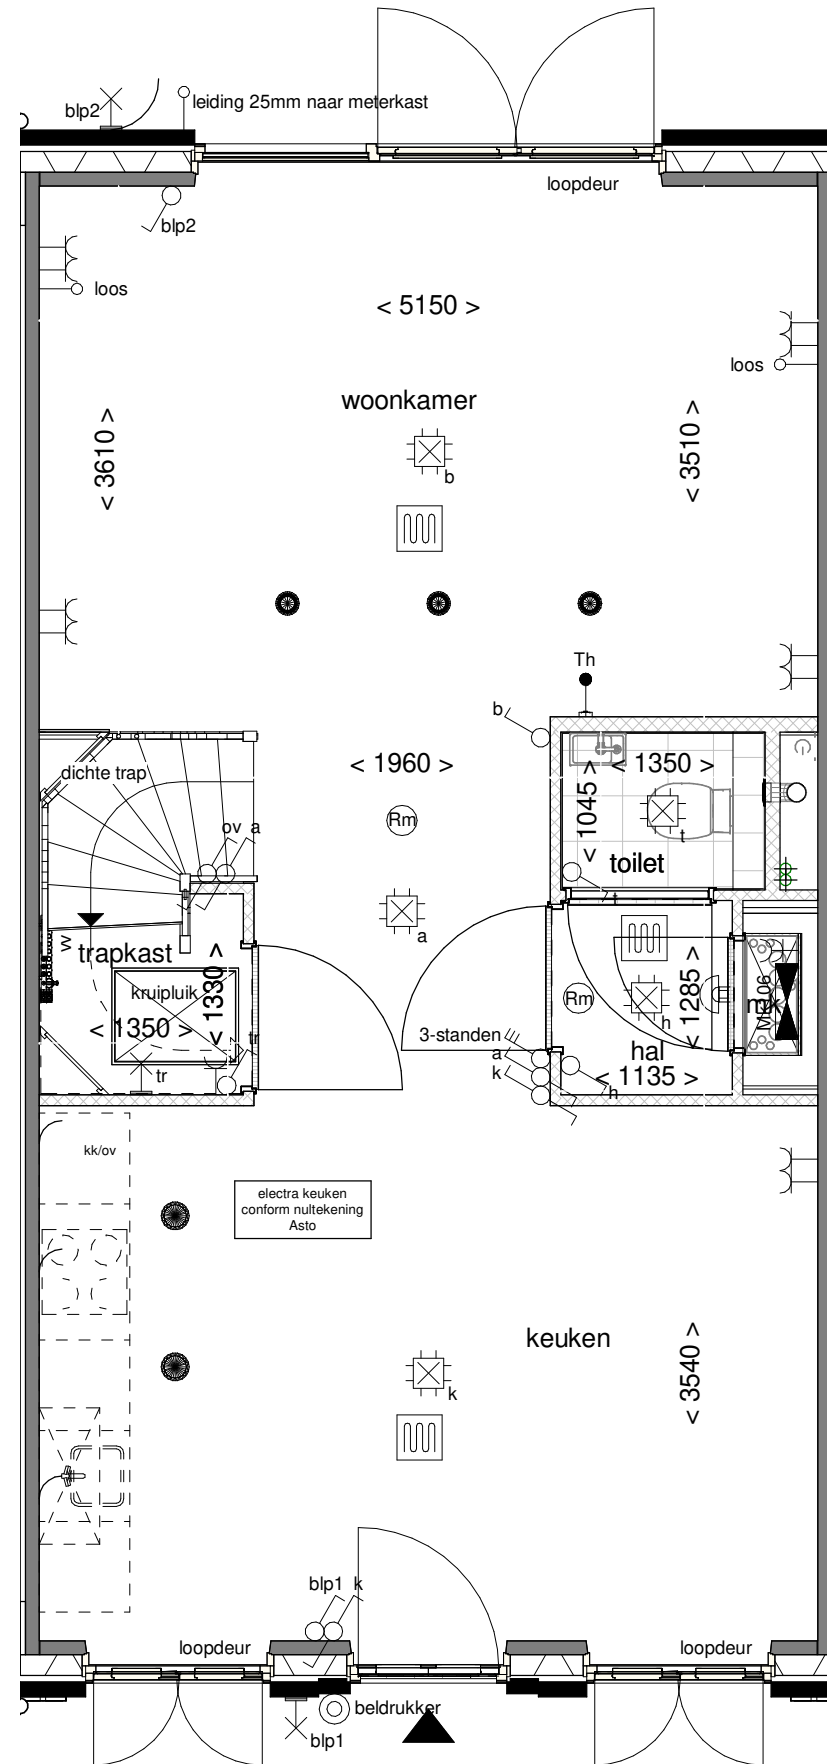 blp2
leiding 25mm naar meterkast
loopdeur
blp2
loos
< 5150 >
loos
woonkamer
< 3610 >
< 3510 >
b
Th
b
dichte trap
< 1960 >
< 1350 >
< 1045 >
ov a
Rm
t
toilet
t
a
w
trapkast
kruipluik
< 1330 >
< 1350 >
tr
tr
Rm
h
< 1285 >
mk
3-standen
a
k
hal
< 1135 >
h
kk/ov
electra keuken
conform nultekening
Asto
keuken
< 3540 >
k
blp1 k
loopdeur
loopdeur
beldrukker
blp1